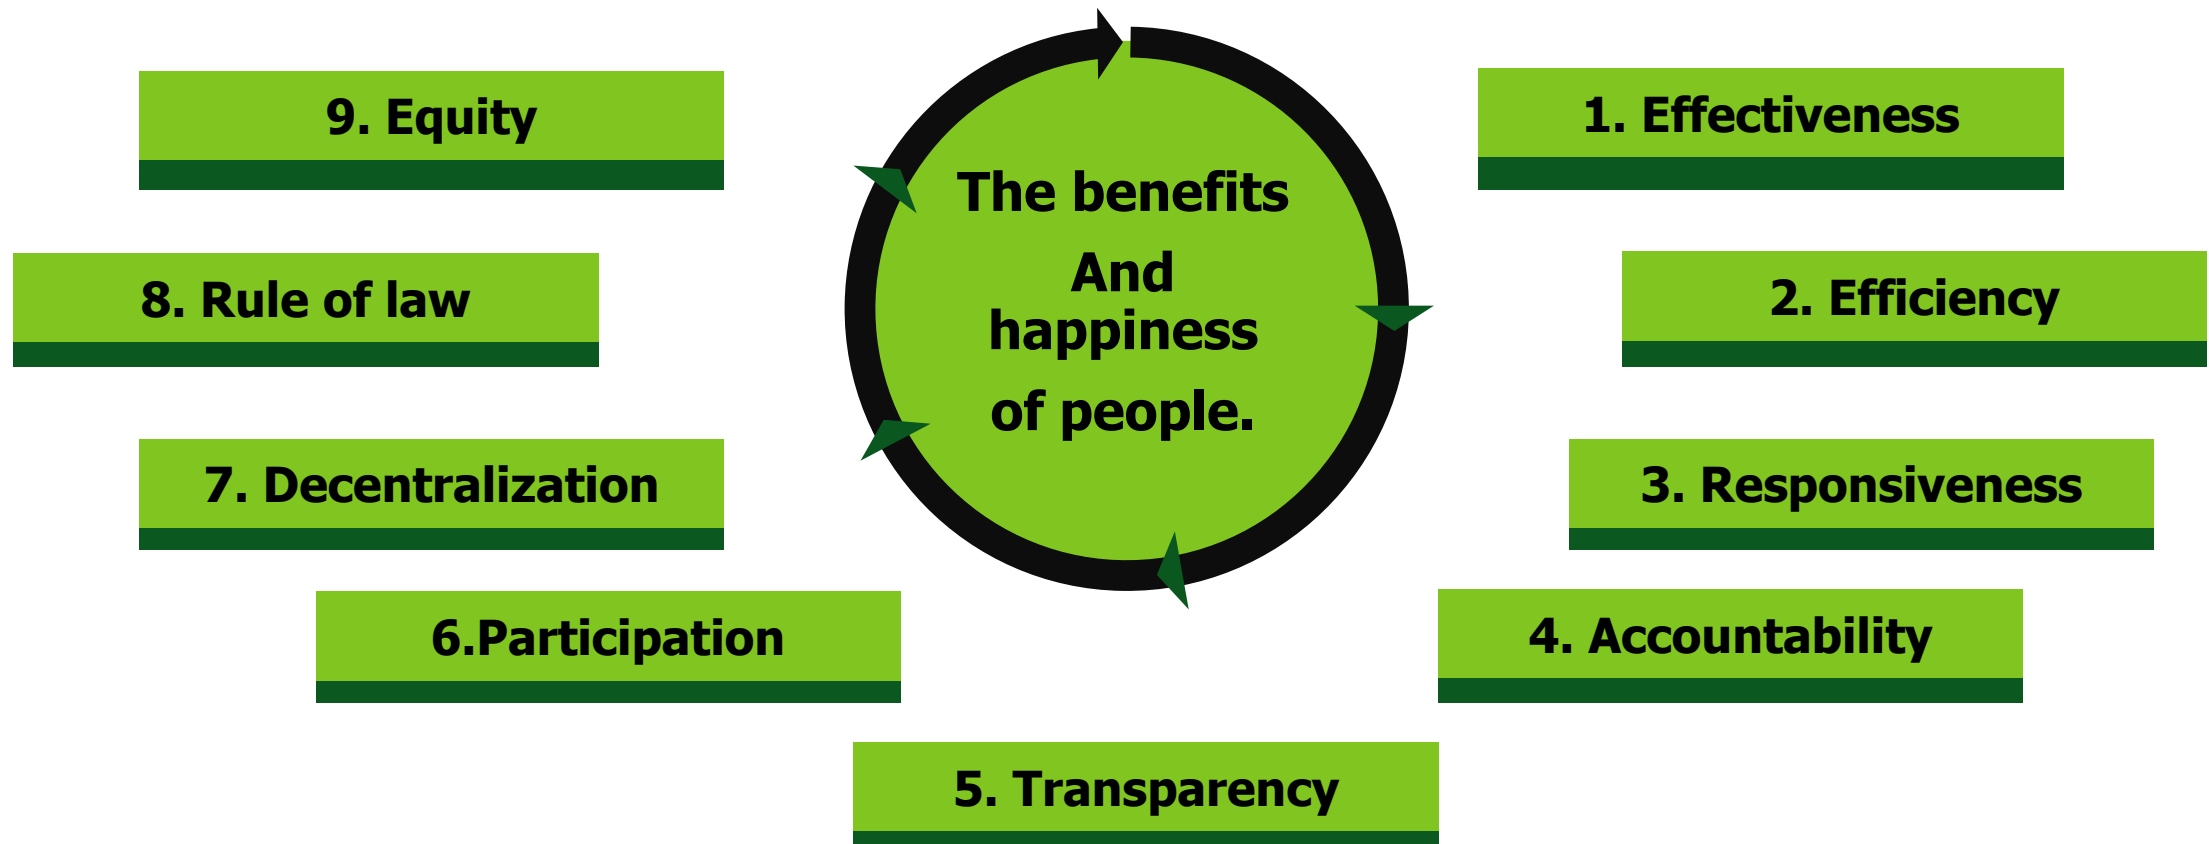 The benefits
And
happiness
of people.
1. Effectiveness
2. Efficiency
3. Responsiveness
4. Accountability
5. Transparency
6.Participation
7. Decentralization
8. Rule of law
9. Equity